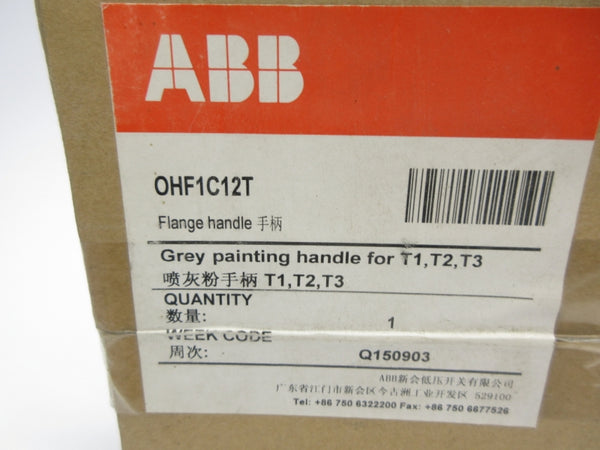 ABB
OHF1C12T
Flange handle 手柄
Grey painting handle for T1,T2,T3
喷灰粉手柄 T1,T2,T3
QUANTITY
数量: 1
WEEK CODE
周次: Q150903
ABB新会低压开关有限公司
广东省江门市新会区今古洲工业开发区 529100
Tel: +86 750 6322200 Fax: +86 750 6677526